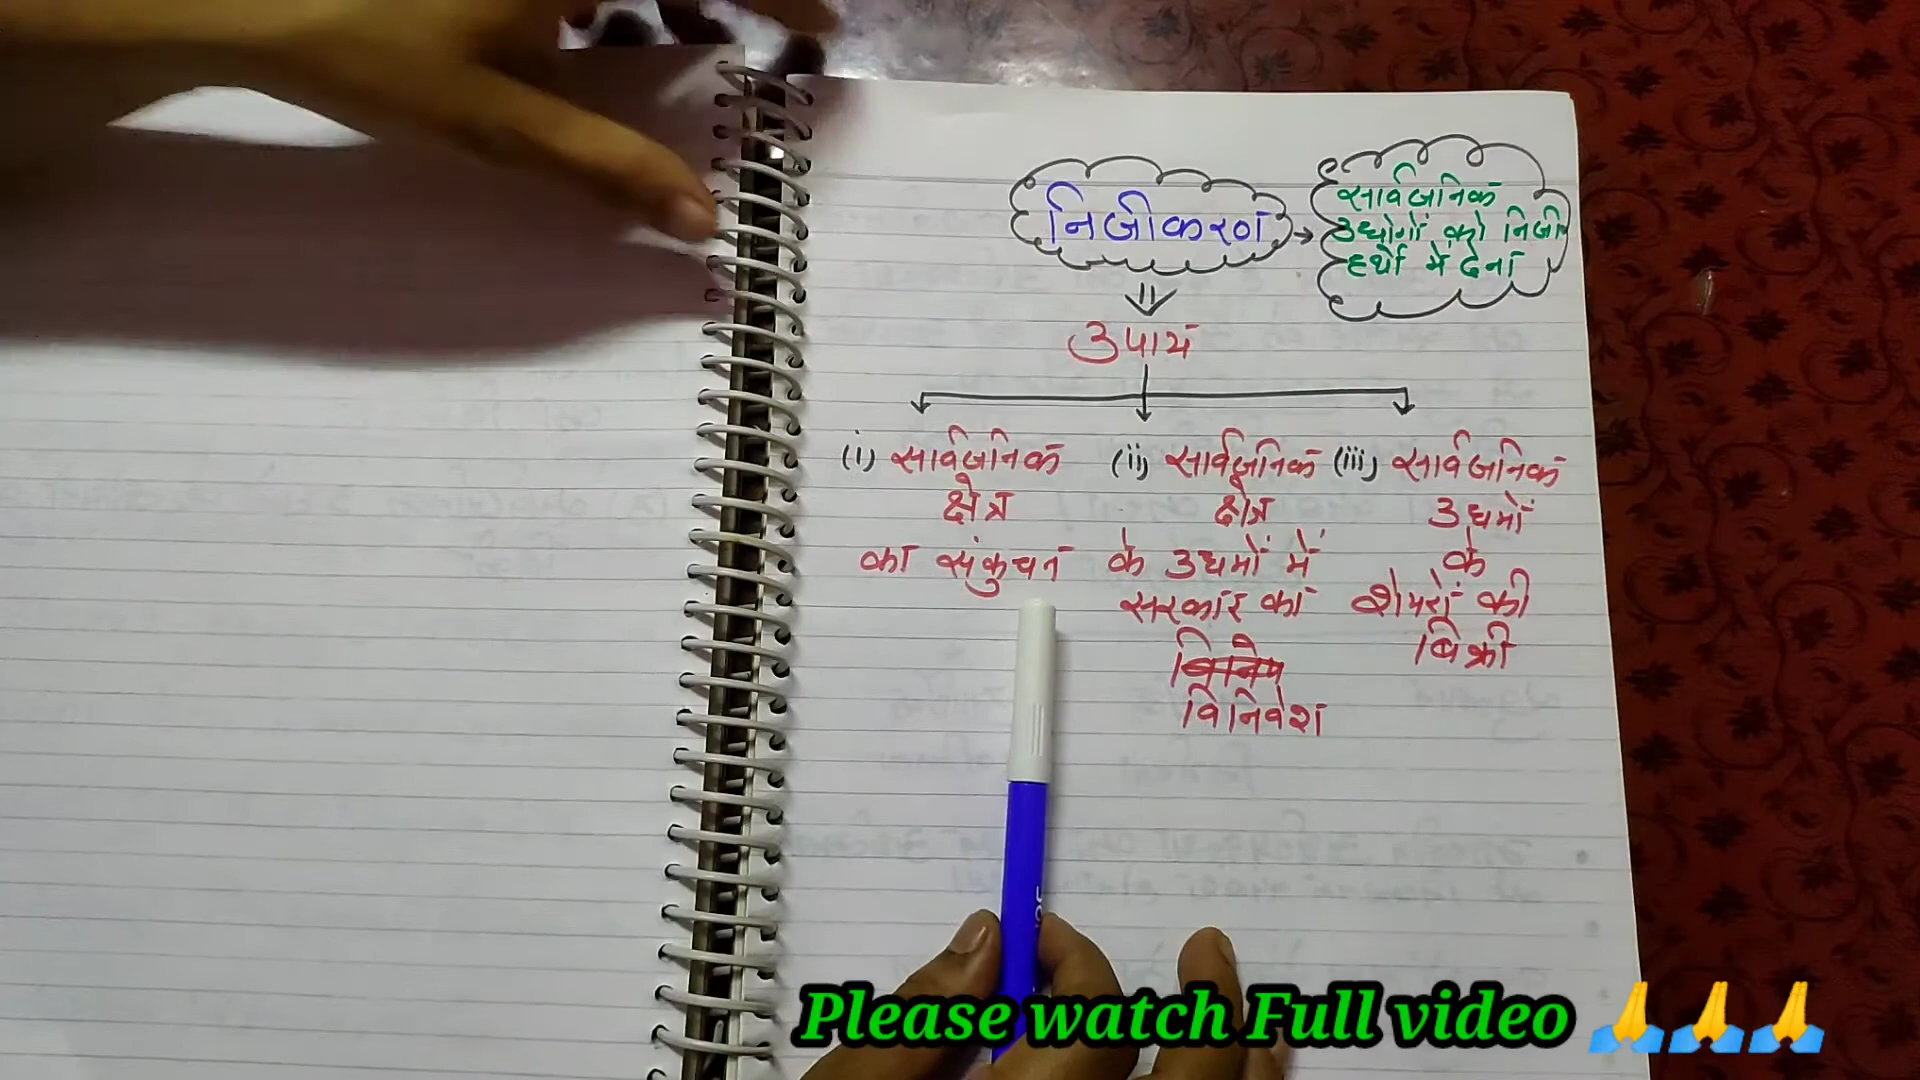 निजीकरण →
सार्वजनिक
उद्योगों को निजी
हाथों में देना
उपाय
(i) सार्वजनिक
क्षेत्र
का संकुचन
(ii) सार्वजनिक
क्षेत्र
के उद्यमों में
सरकार का
विनिवेश
(iii) सार्वजनिक
उद्यमों
के
शेयरों की
बिक्री
Please watch Full video 🙏🙏🙏